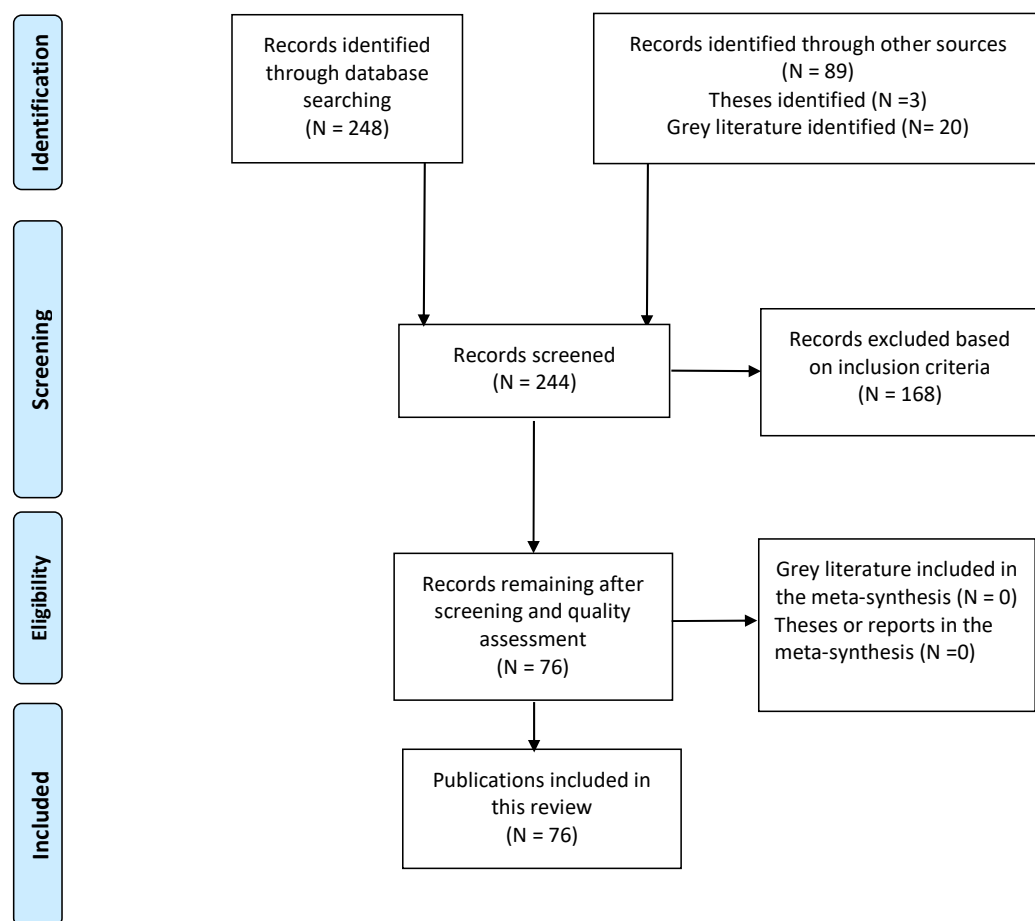 Identification
Records identified
through database
searching
(N = 248)
Records identified through other sources
(N = 89)
Theses identified (N =3)
Grey literature identified (N= 20)
Screening
Records screened
(N = 244)
Records excluded based
on inclusion criteria
(N = 168)
Eligibility
Records remaining after
screening and quality
assessment
(N = 76)
Grey literature included in
the meta-synthesis (N = 0)
Theses or reports in the
meta-synthesis (N =0)
Included
Publications included in
this review
(N = 76)